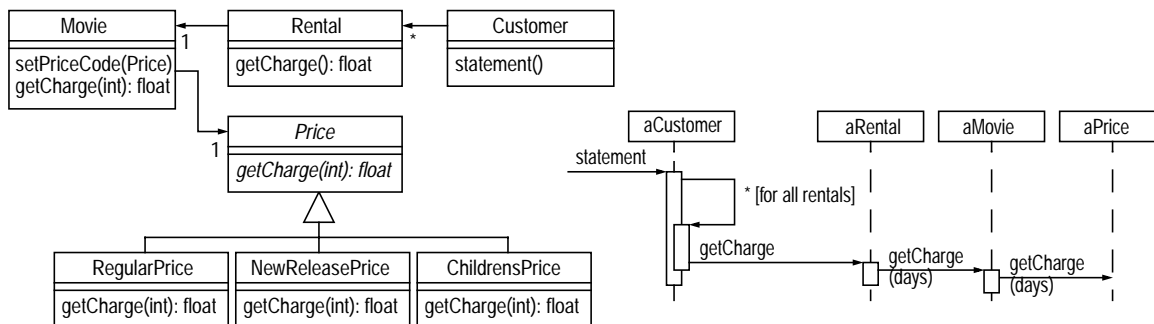 Movie
setPriceCode(Price)
getCharge(int): float
1
Rental
getCharge(): float
*
Customer
statement()
1
Price
getCharge(int): float
RegularPrice
getCharge(int): float
NewReleasePrice
getCharge(int): float
ChildrensPrice
getCharge(int): float
aCustomer
aRental
aMovie
aPrice
statement
* [for all rentals]
getCharge
getCharge
(days)
getCharge
(days)